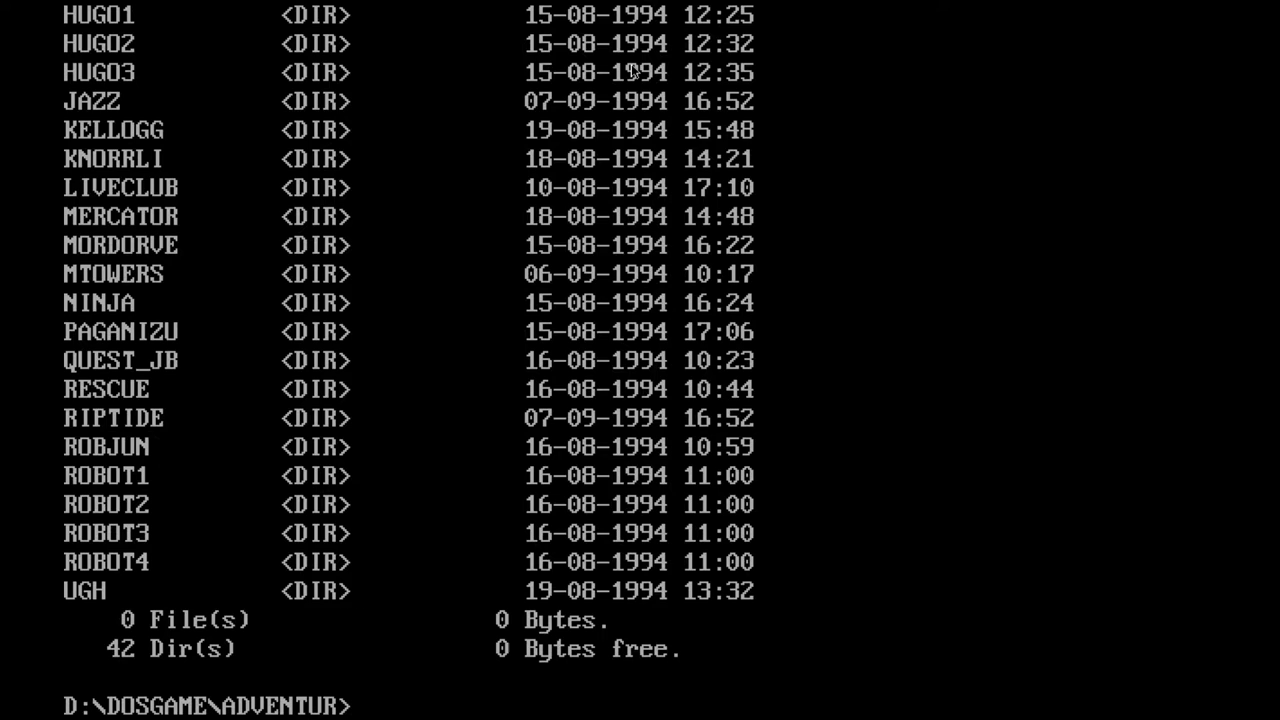 HUGO1 <DIR> 15-08-1994 12:25
HUGO2 <DIR> 15-08-1994 12:32
HUGO3 <DIR> 15-08-1994 12:35
JAZZ <DIR> 07-09-1994 16:52
KELLOGG <DIR> 19-08-1994 15:48
KNORRLI <DIR> 18-08-1994 14:21
LIVECLUB <DIR> 10-08-1994 17:10
MERCATOR <DIR> 18-08-1994 14:48
MORDORVE <DIR> 15-08-1994 16:22
MTOWERS <DIR> 06-09-1994 10:17
NINJA <DIR> 15-08-1994 16:24
PAGANIZU <DIR> 15-08-1994 17:06
QUEST_JB <DIR> 16-08-1994 10:23
RESCUE <DIR> 16-08-1994 10:44
RIPTIDE <DIR> 07-09-1994 16:52
ROBJUN <DIR> 16-08-1994 10:59
ROBOT1 <DIR> 16-08-1994 11:00
ROBOT2 <DIR> 16-08-1994 11:00
ROBOT3 <DIR> 16-08-1994 11:00
ROBOT4 <DIR> 16-08-1994 11:00
UGH <DIR> 19-08-1994 13:32
0 File(s) 0 Bytes.
42 Dir(s) 0 Bytes free.
D:\DOSGAME\ADVENTUR>